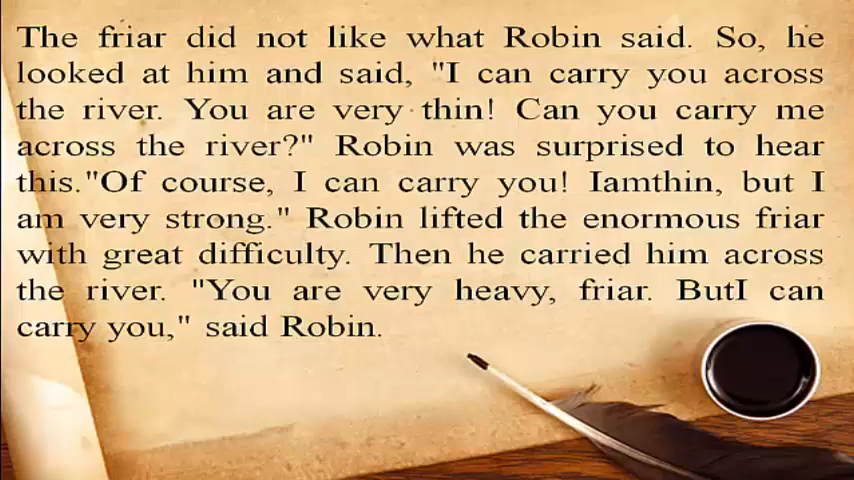 The friar did not like what Robin said. So, he
looked at him and said, "I can carry you across
the river. You are very thin! Can you carry me
across the river?" Robin was surprised to hear
this."Of course, I can carry you! Iamthin, but I
am very strong." Robin lifted the enormous friar
with great difficulty. Then he carried him across
the river. "You are very heavy, friar. ButI can
carry you," said Robin.